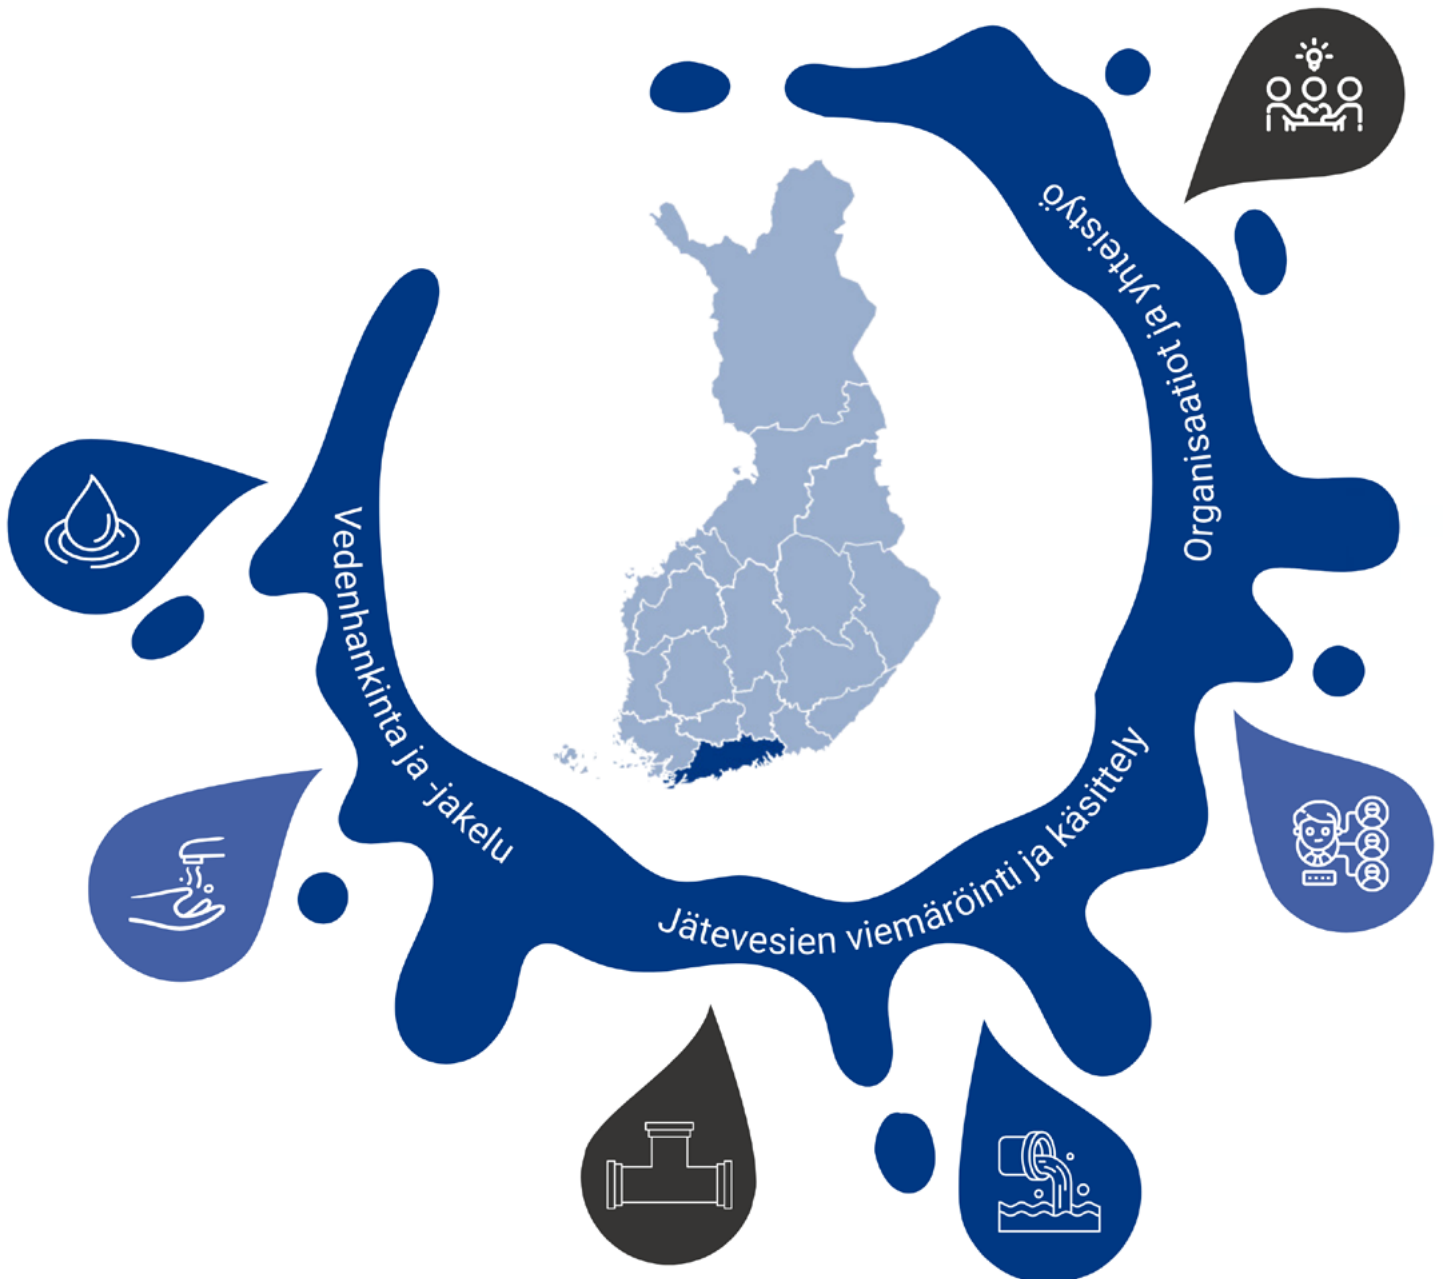 Vedenhankinta ja -jakelu
Jätevesien viemäröinti ja käsittely
Organisaatiot ja yhteistyö